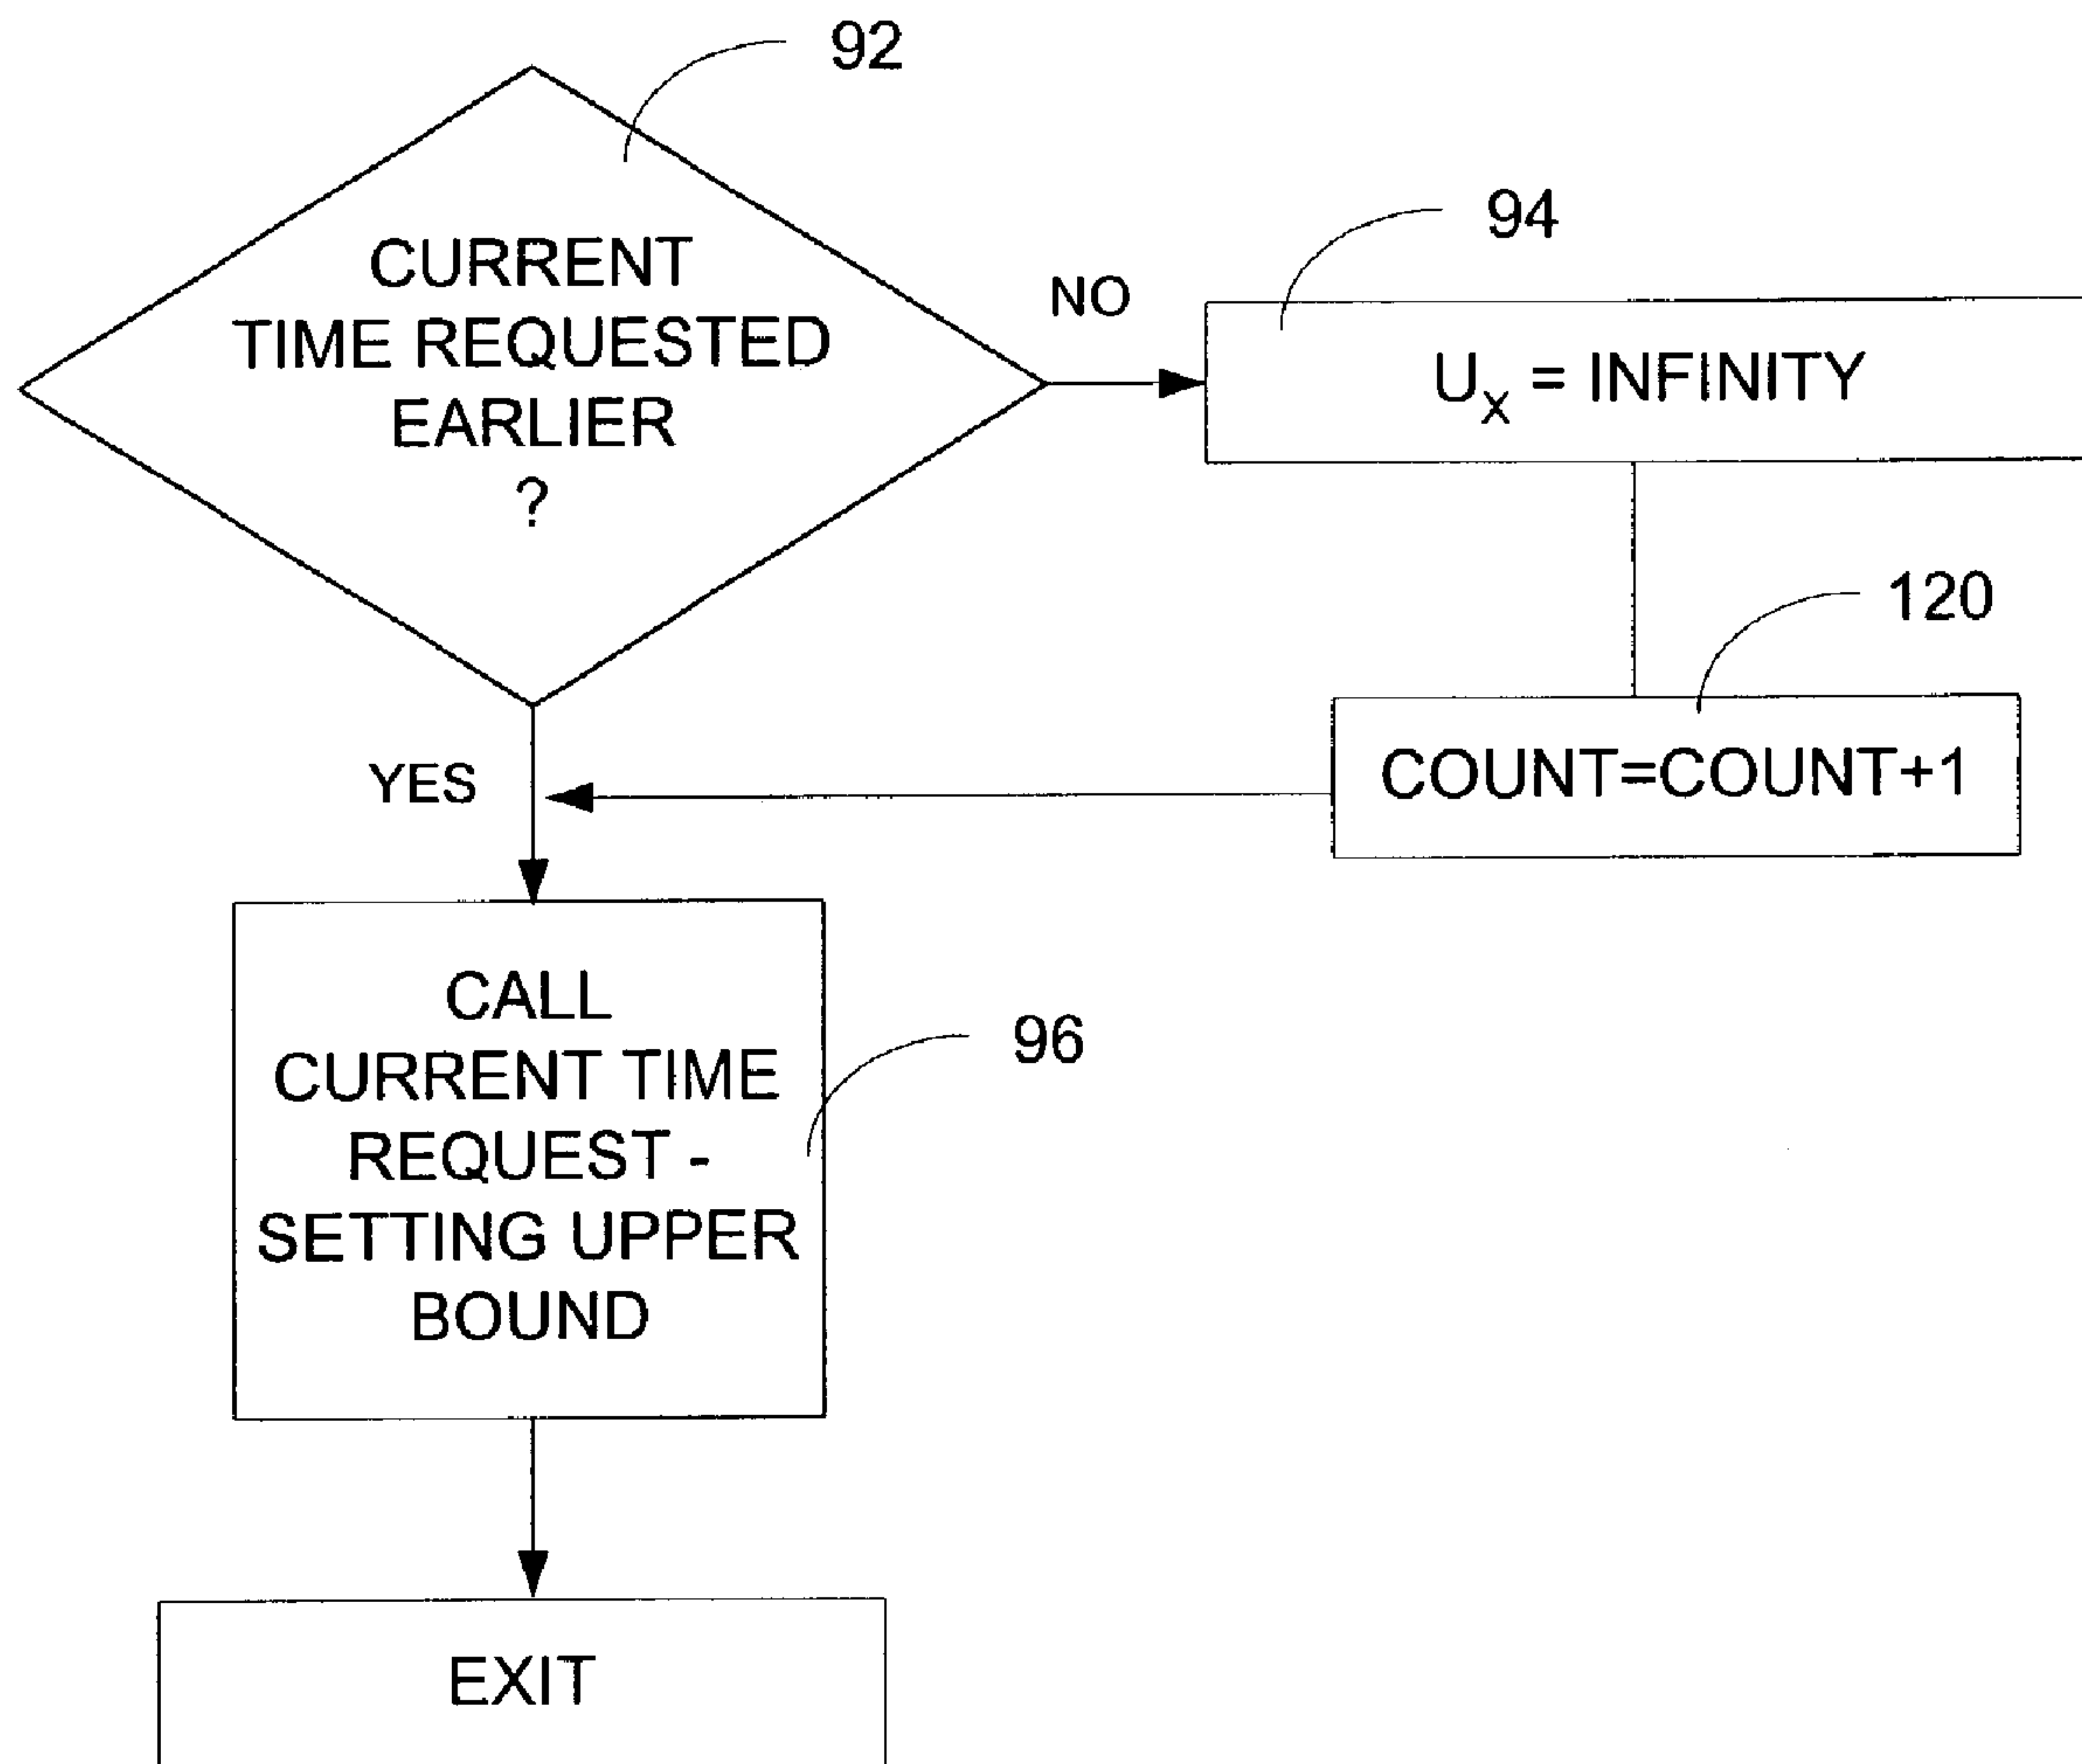 92
CURRENT
TIME REQUESTED
EARLIER
?
NO
94
Uₓ = INFINITY
120
COUNT=COUNT+1
YES
CALL
CURRENT TIME
REQUEST -
SETTING UPPER
BOUND
96
EXIT